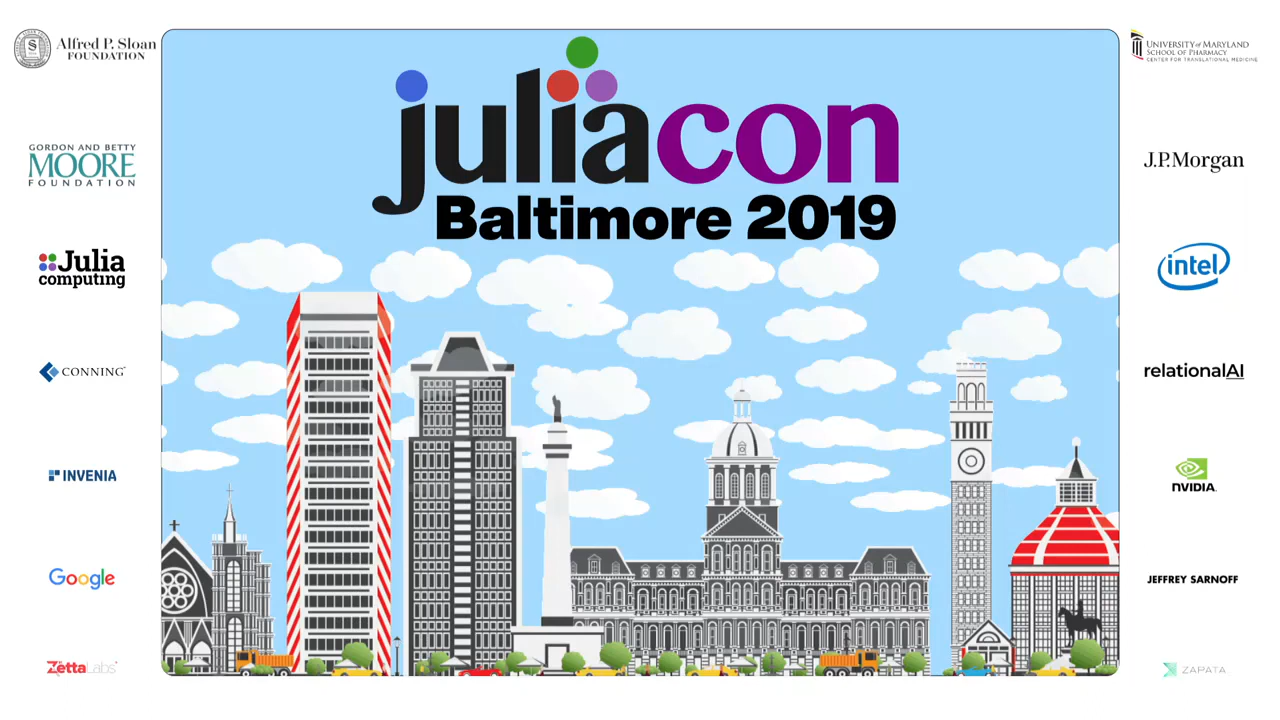 Alfred P. Sloan
FOUNDATION
GORDON AND BETTY
MOORE
FOUNDATION
Julia
computing
CONNING
INVENIA
Google
ZettaLabs
juliacon
Baltimore 2019
UNIVERSITY of MARYLAND
SCHOOL OF PHARMACY
CENTER FOR TRANSLATIONAL MEDICINE
J.P.Morgan
intel
relationalAI
NVIDIA.
JEFFREY SARNOFF
ZAPATA